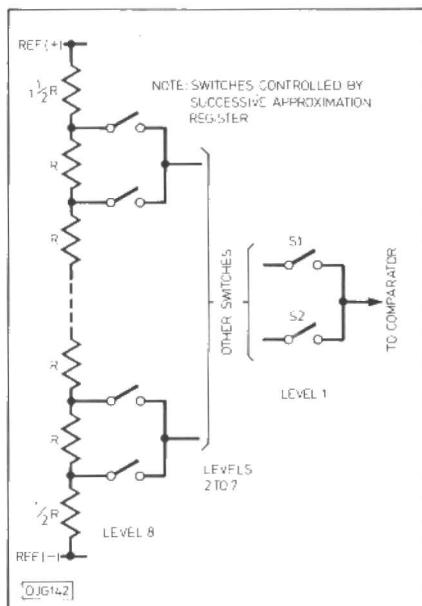 REF(+)
1½R
NOTE: SWITCHES CONTROLLED BY
SUCCESSIVE APPROXIMATION
REGISTER
R
R
OTHER SWITCHES
S1
S2
TO COMPARATOR
LEVEL 1
R
R
LEVELS
2 TO 7
½R
LEVEL 8
REF(-)
OJG142